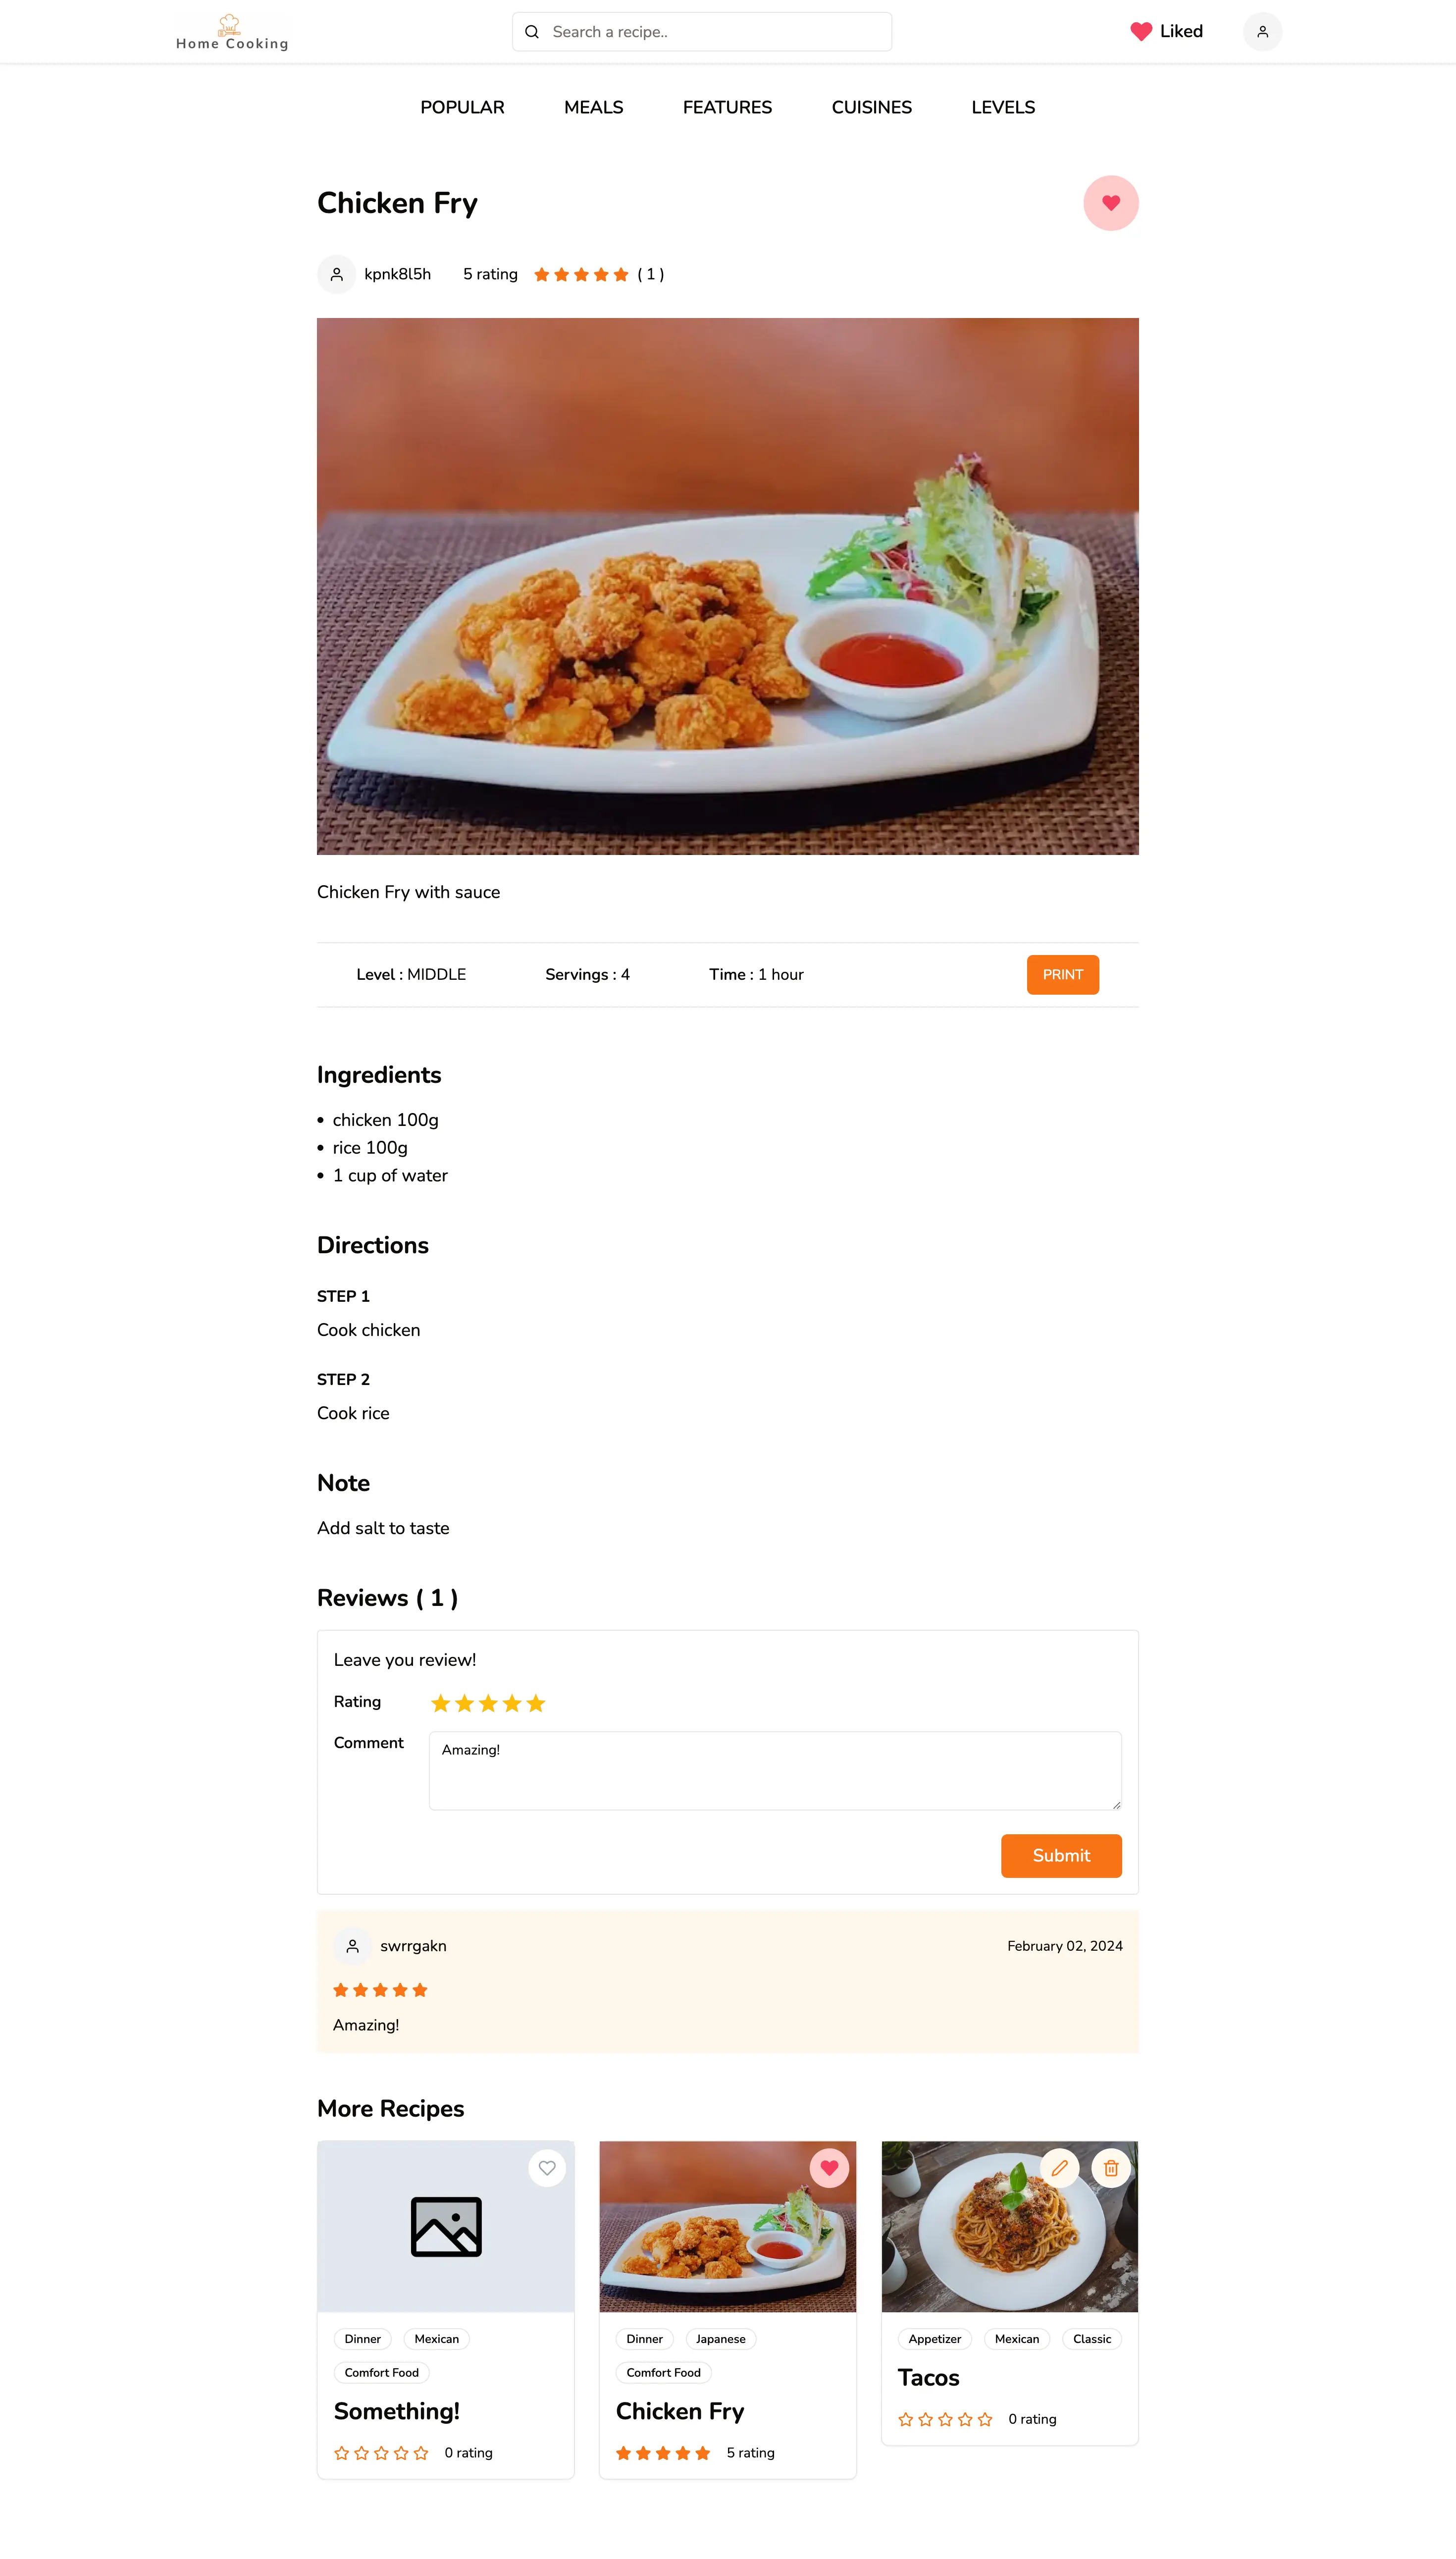 Home Cooking
Search a recipe..
Liked
POPULAR MEALS FEATURES CUISINES LEVELS
Chicken Fry
kpnk8l5h 5 rating ( 1 )
Chicken Fry with sauce
Level : MIDDLE Servings : 4 Time : 1 hour PRINT
Ingredients
• chicken 100g
• rice 100g
• 1 cup of water
Directions
STEP 1
Cook chicken
STEP 2
Cook rice
Note
Add salt to taste
Reviews ( 1 )
Leave you review!
Rating
Comment Amazing!
Submit
swrrgakn February 02, 2024
Amazing!
More Recipes
Dinner Mexican
Comfort Food
Something!
0 rating
Dinner Japanese
Comfort Food
Chicken Fry
5 rating
Appetizer Mexican Classic
Tacos
0 rating